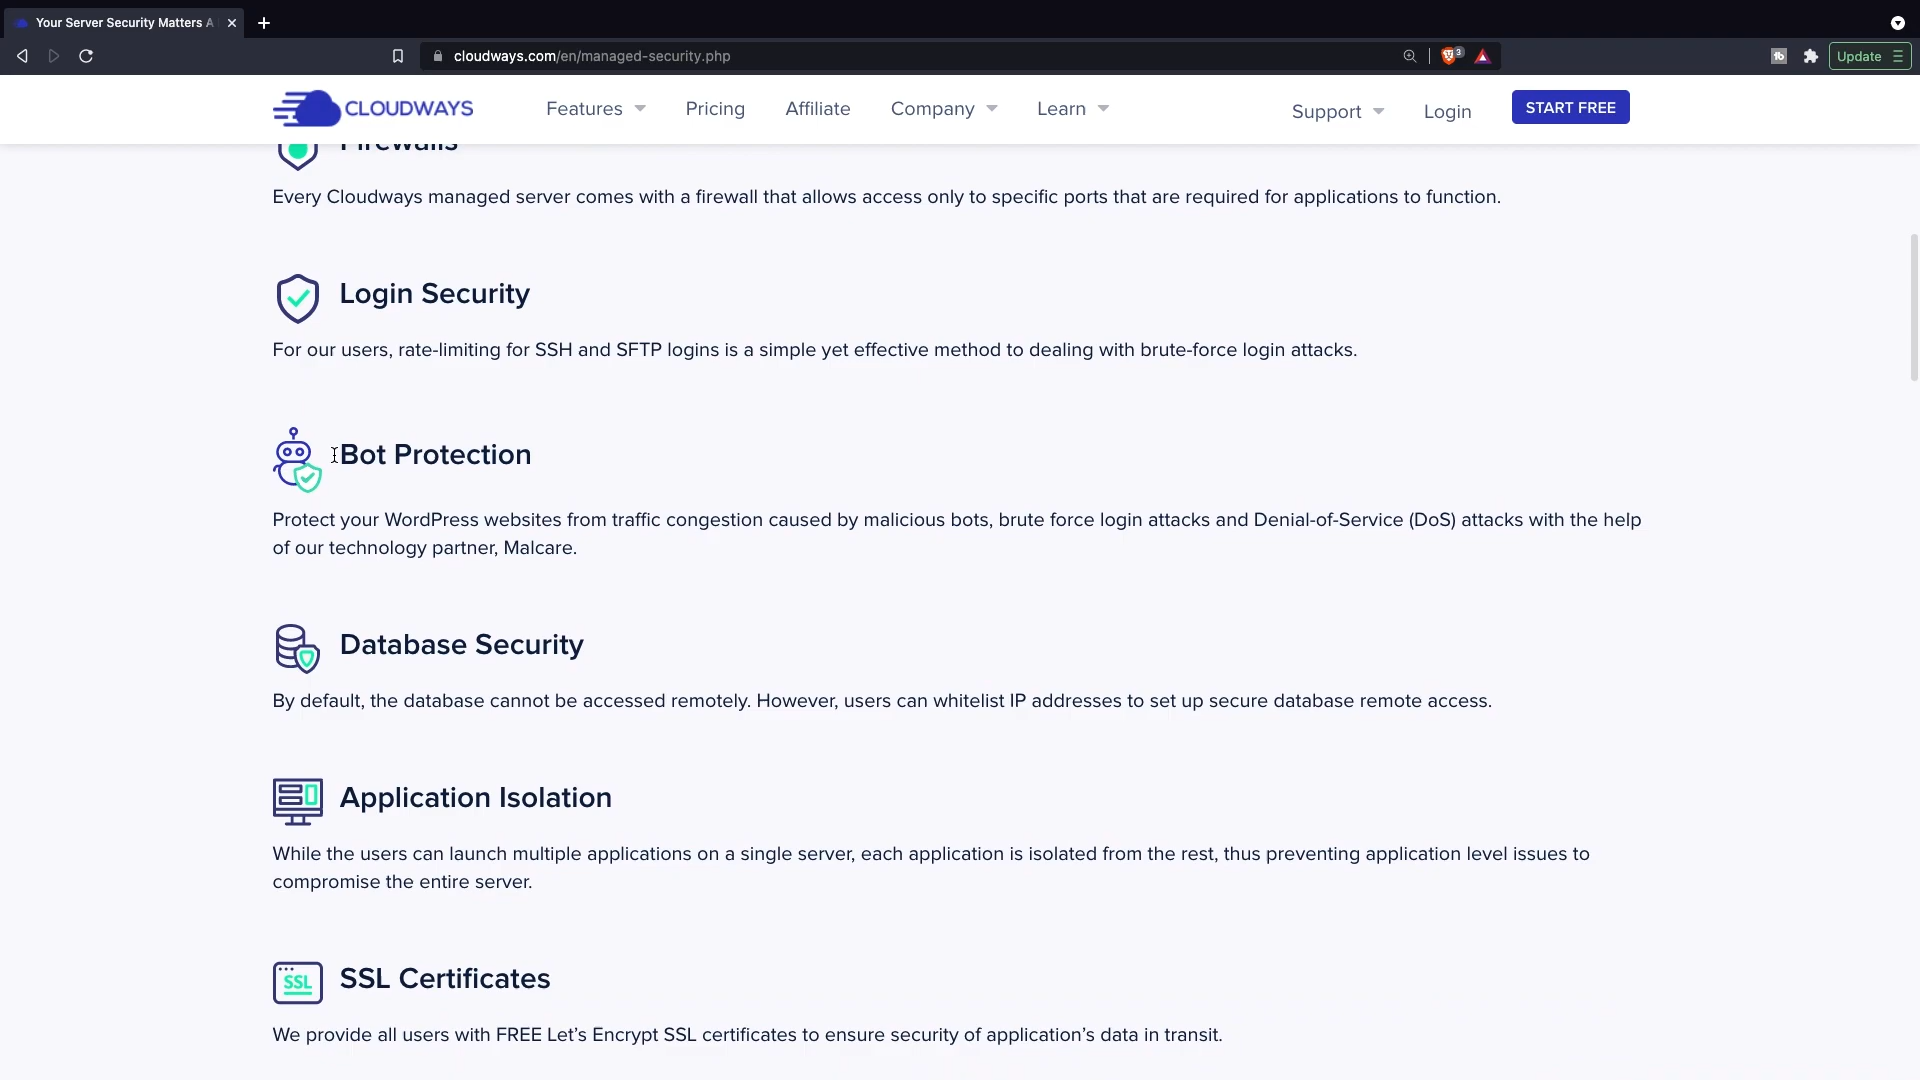 Your Server Security Matters A
cloudways.com/en/managed-security.php
3
Update
CLOUDWAYS
Features
Pricing
Affiliate
Company
Learn
Support
Login
START FREE
Firewalls
Every Cloudways managed server comes with a firewall that allows access only to specific ports that are required for applications to function.
Login Security
For our users, rate-limiting for SSH and SFTP logins is a simple yet effective method to dealing with brute-force login attacks.
Bot Protection
Protect your WordPress websites from traffic congestion caused by malicious bots, brute force login attacks and Denial-of-Service (DoS) attacks with the help
of our technology partner, Malcare.
Database Security
By default, the database cannot be accessed remotely. However, users can whitelist IP addresses to set up secure database remote access.
Application Isolation
While the users can launch multiple applications on a single server, each application is isolated from the rest, thus preventing application level issues to
compromise the entire server.
SSL
SSL Certificates
We provide all users with FREE Let’s Encrypt SSL certificates to ensure security of application’s data in transit.